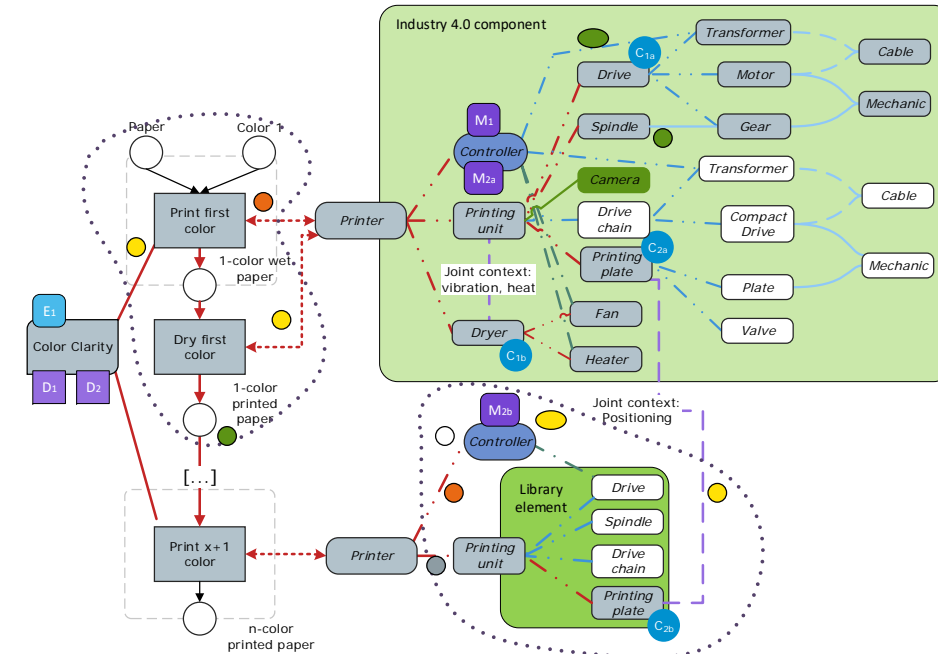 Industry 4.0 component
Transformer
Cable
C1a
Drive
Motor
Mechanic
M1
Spindle
Gear
Paper
Color 1
Controller
Transformer
M2a
Camera
Cable
Print first
color
Printer
Printing
unit
Drive
chain
Compact
Drive
C2a
1-color wet
paper
Joint context:
vibration, heat
Printing
plate
Mechanic
Plate
E1
Fan
Dry first
color
Dryer
Valve
Color Clarity
C1b
Heater
D1
D2
1-color
printed
paper
M2b
Joint context:
Positioning
Controller
[...]
Library
element
Drive
Spindle
Print x+1
color
Printer
Printing
unit
Drive
chain
Printing
plate
C2b
n-color
printed paper